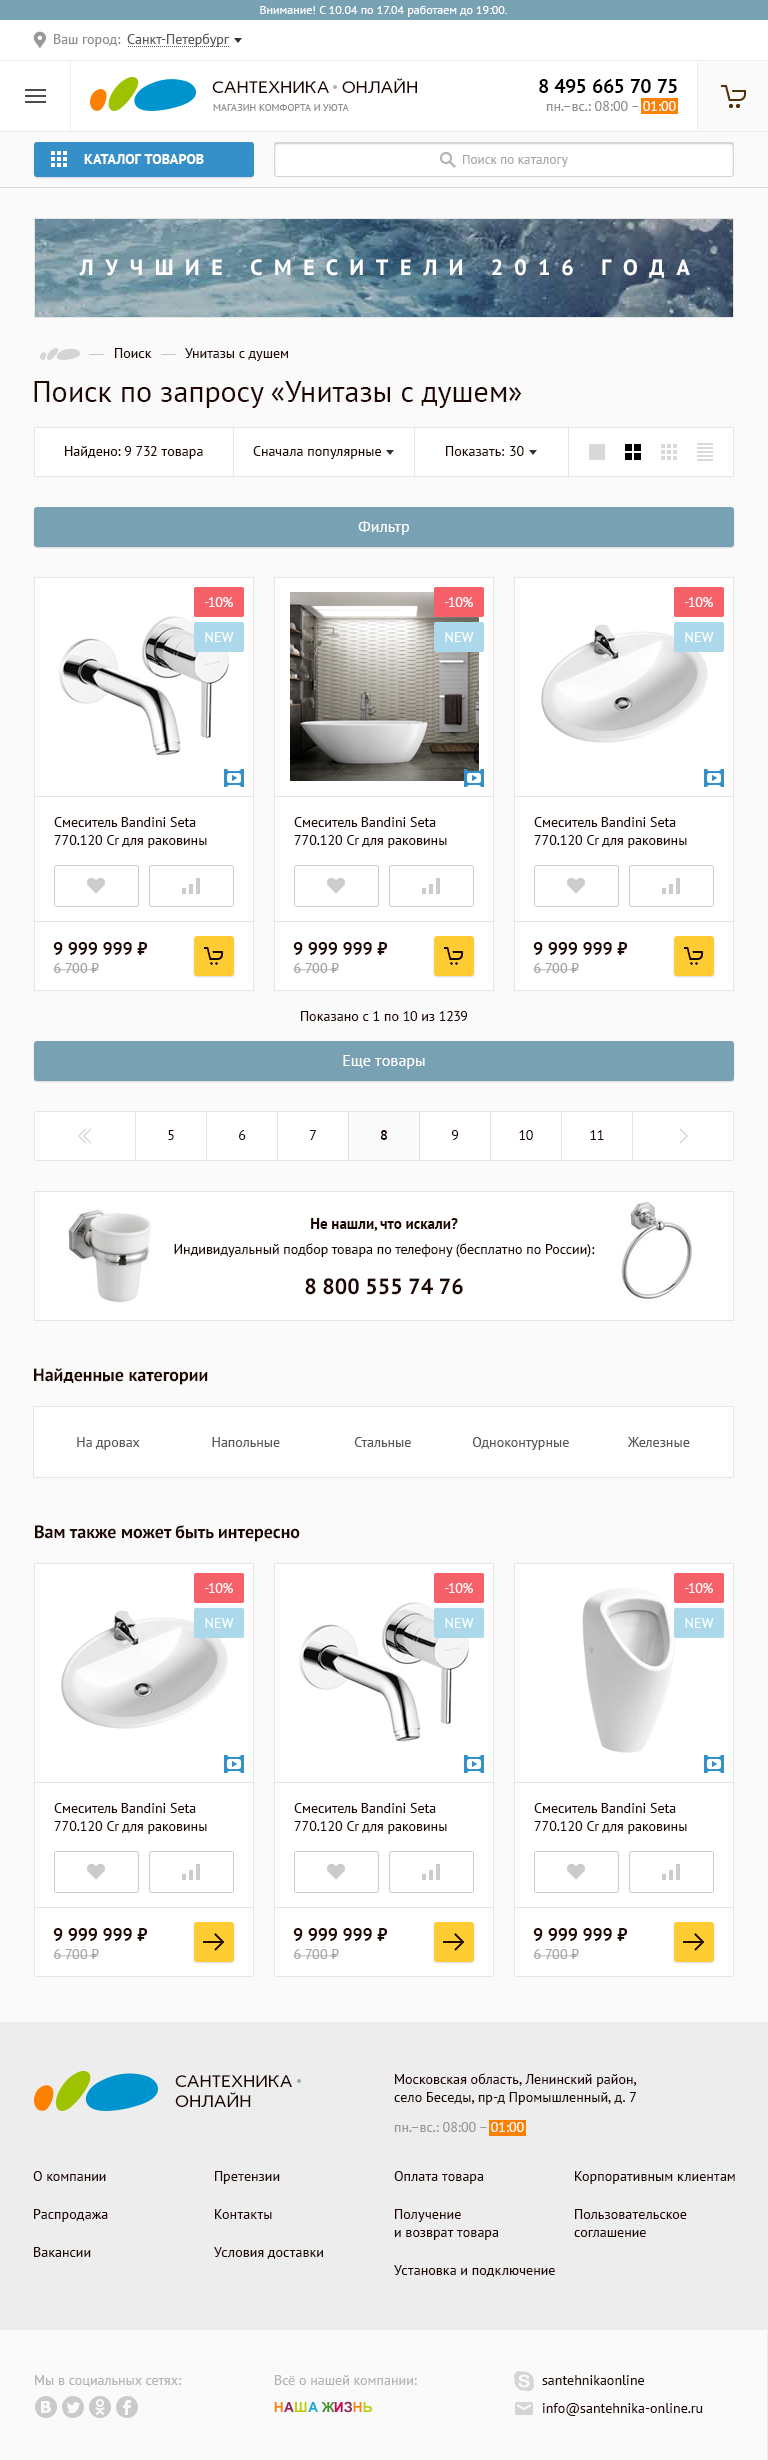 Внимание! С 10.04 по 17.04 работаем до 19:00.
Ваш город: Санкт-Петербург
САНТЕХНИКА • ОНЛАЙН
МАГАЗИН КОМФОРТА И УЮТА
8 495 665 70 75
пн.–вс.: 08:00 – 01:00
КАТАЛОГ ТОВАРОВ
Поиск по каталогу
ЛУЧШИЕ СМЕСИТЕЛИ 2016 ГОДА
Поиск — Унитазы с душем
Поиск по запросу «Унитазы с душем»
Найдено: 9 732 товара
Сначала популярные
Показать: 30
Фильтр
-10%
NEW
-10%
NEW
-10%
NEW
Смеситель Bandini Seta
770.120 Cr для раковины
Смеситель Bandini Seta
770.120 Cr для раковины
Смеситель Bandini Seta
770.120 Cr для раковины
9 999 999 ₽
6 700 ₽
9 999 999 ₽
6 700 ₽
9 999 999 ₽
6 700 ₽
Показано с 1 по 10 из 1239
Еще товары
5 6 7 8 9 10 11
Не нашли, что искали?
Индивидуальный подбор товара по телефону (бесплатно по России):
8 800 555 74 76
Найденные категории
На дровах
Напольные
Стальные
Одноконтурные
Железные
Вам также может быть интересно
-10%
NEW
-10%
NEW
-10%
NEW
Смеситель Bandini Seta
770.120 Cr для раковины
Смеситель Bandini Seta
770.120 Cr для раковины
Смеситель Bandini Seta
770.120 Cr для раковины
9 999 999 ₽
6 700 ₽
9 999 999 ₽
6 700 ₽
9 999 999 ₽
6 700 ₽
САНТЕХНИКА •
ОНЛАЙН
Московская область, Ленинский район,
село Беседы, пр-д Промышленный, д. 7
пн.–вс.: 08:00 – 01:00
О компании
Распродажа
Вакансии
Претензии
Контакты
Условия доставки
Оплата товара
Получение
и возврат товара
Установка и подключение
Корпоративным клиентам
Пользовательское
соглашение
Мы в социальных сетях:
Всё о нашей компании:
НАША ЖИЗНЬ
santehnikaonline
info@santehnika-online.ru